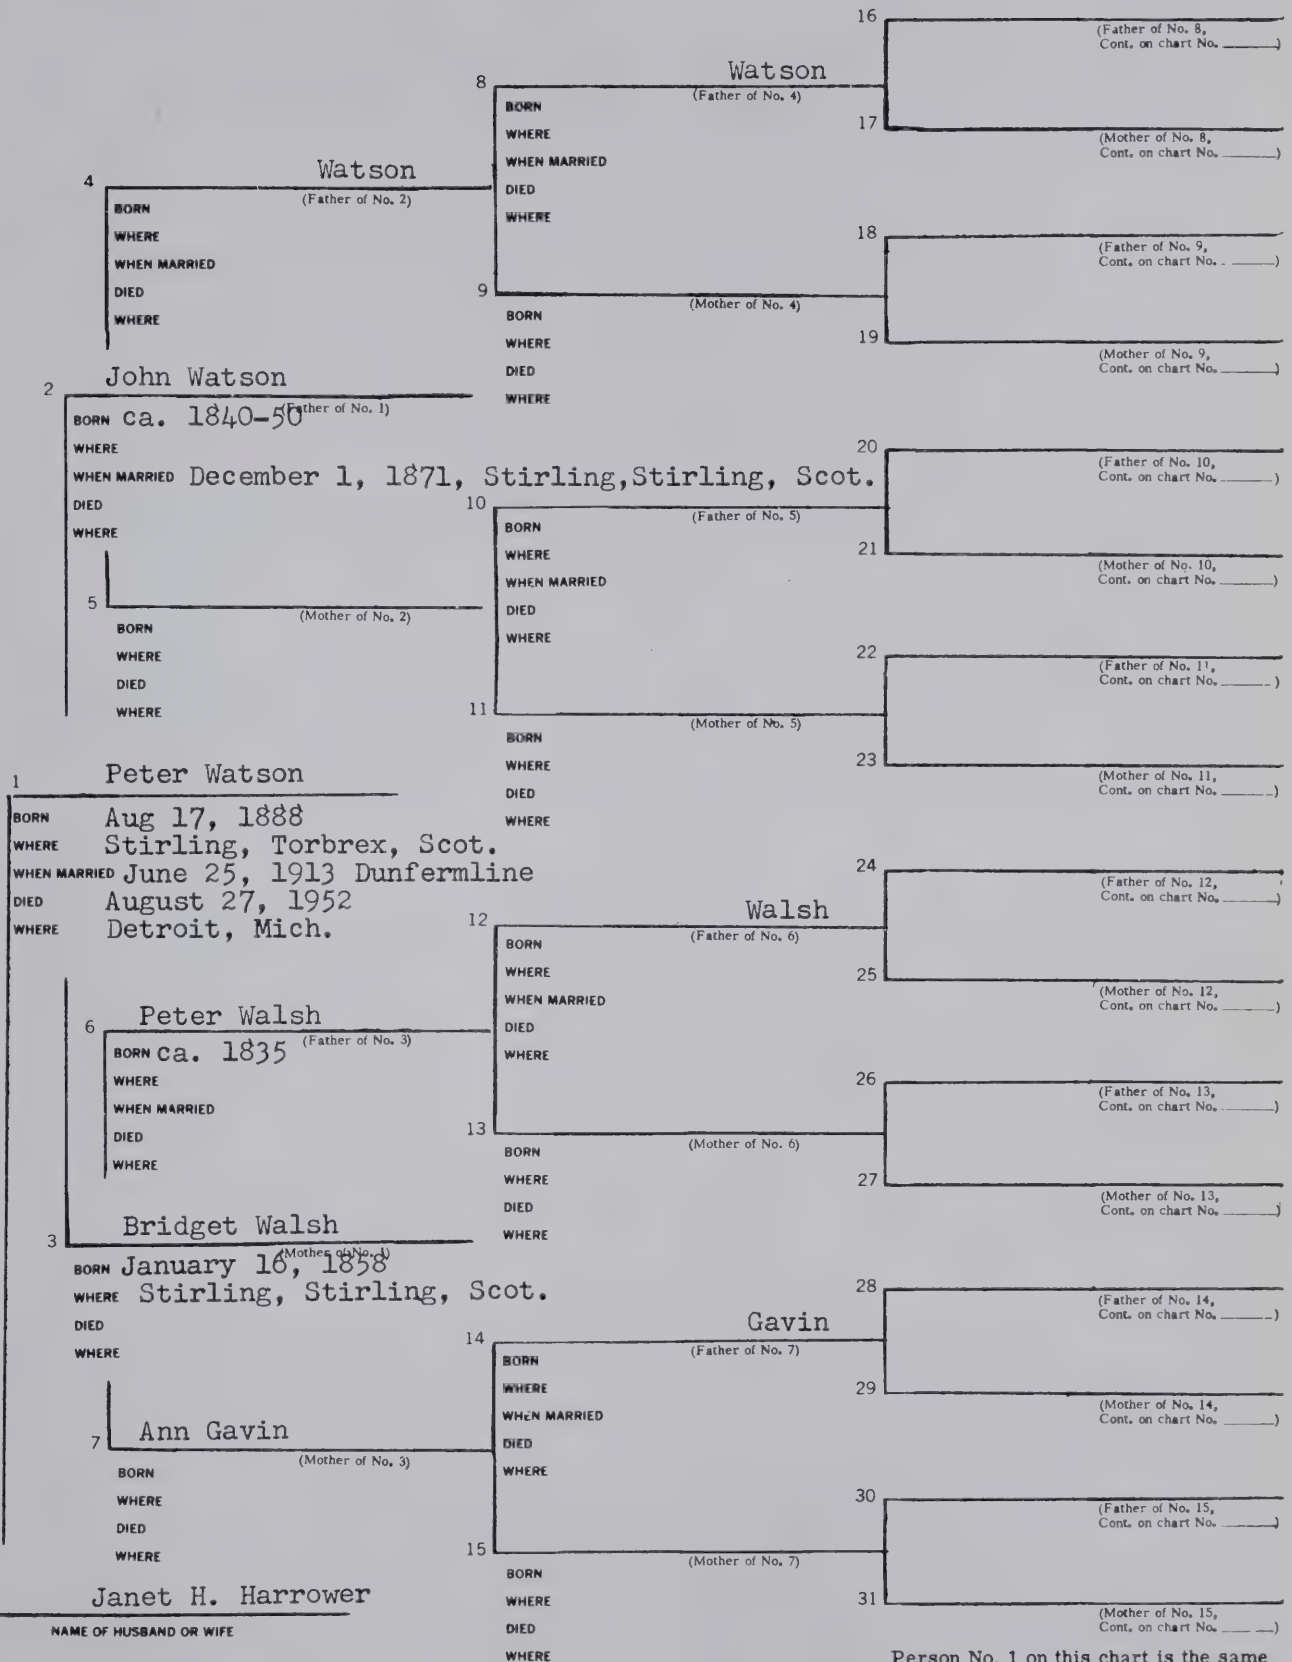 16
(Father of No. 8,
Cont. on chart No. ______)
Watson
8
(Father of No. 4)
BORN
WHERE
WHEN MARRIED
DIED
WHERE
17
(Mother of No. 8,
Cont. on chart No. ______)
Watson
4
(Father of No. 2)
BORN
WHERE
WHEN MARRIED
DIED
WHERE
18
(Father of No. 9,
Cont. on chart No. ______)
9
(Mother of No. 4)
BORN
WHERE
DIED
WHERE
19
(Mother of No. 9,
Cont. on chart No. ______)
John Watson
2
(Father of No. 1)
BORN ca. 1840-50
WHERE
WHEN MARRIED December 1, 1871, Stirling,Stirling, Scot.
DIED
WHERE
20
(Father of No. 10,
Cont. on chart No. ______)
10
(Father of No. 5)
BORN
WHERE
WHEN MARRIED
DIED
WHERE
21
(Mother of No. 10,
Cont. on chart No. ______)
5
(Mother of No. 2)
BORN
WHERE
DIED
WHERE
22
(Father of No. 11,
Cont. on chart No. ______)
11
(Mother of No. 5)
BORN
WHERE
DIED
WHERE
23
(Mother of No. 11,
Cont. on chart No. ______)
1 Peter Watson
BORN Aug 17, 1888
WHERE Stirling, Torbrex, Scot.
WHEN MARRIED June 25, 1913 Dunfermline
DIED August 27, 1952
WHERE Detroit, Mich.
24
(Father of No. 12,
Cont. on chart No. ______)
Walsh
12
(Father of No. 6)
BORN
WHERE
WHEN MARRIED
DIED
WHERE
25
(Mother of No. 12,
Cont. on chart No. ______)
Peter Walsh
6
(Father of No. 3)
BORN ca. 1835
WHERE
WHEN MARRIED
DIED
WHERE
26
(Father of No. 13,
Cont. on chart No. ______)
13
(Mother of No. 6)
BORN
WHERE
DIED
WHERE
27
(Mother of No. 13,
Cont. on chart No. ______)
Bridget Walsh
3
(Mother of No. 1)
BORN January 16, 1858
WHERE Stirling, Stirling, Scot.
DIED
WHERE
28
(Father of No. 14,
Cont. on chart No. ______)
Gavin
14
(Father of No. 7)
BORN
WHERE
WHEN MARRIED
DIED
WHERE
29
(Mother of No. 14,
Cont. on chart No. ______)
Ann Gavin
7
(Mother of No. 3)
BORN
WHERE
DIED
WHERE
30
(Father of No. 15,
Cont. on chart No. ______)
15
(Mother of No. 7)
BORN
WHERE
DIED
WHERE
31
(Mother of No. 15,
Cont. on chart No. ______)
Janet H. Harrower
NAME OF HUSBAND OR WIFE
Person No. 1 on this chart is the same